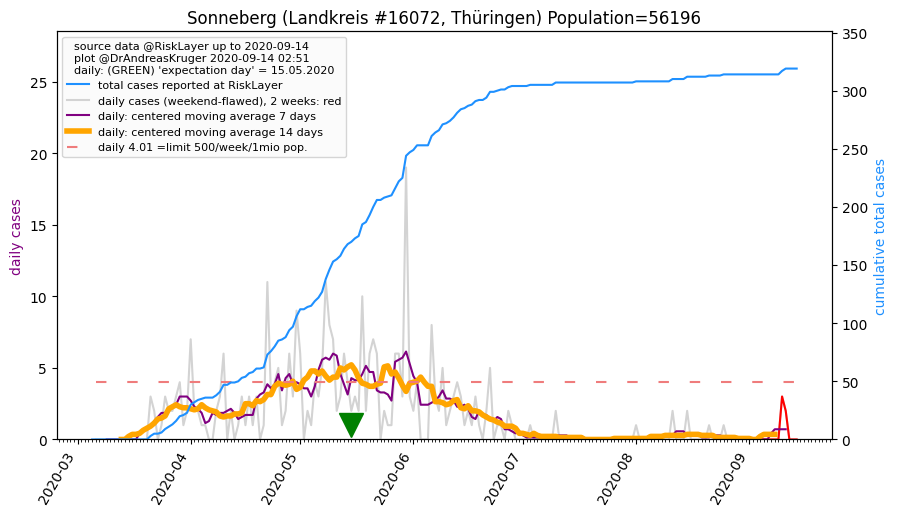 Sonneberg (Landkreis #16072, Thüringen) Population=56196
source data @RiskLayer up to 2020-09-14
plot @DrAndreasKruger 2020-09-14 02:51
daily: (GREEN) 'expectation day' = 15.05.2020
total cases reported at RiskLayer
daily cases (weekend-flawed), 2 weeks: red
daily: centered moving average 7 days
daily: centered moving average 14 days
daily 4.01 =limit 500/week/1mio pop.
daily cases
25
20
15
10
5
0
cumulative total cases
350
300
250
200
150
100
50
0
2020-03
2020-04
2020-05
2020-06
2020-07
2020-08
2020-09